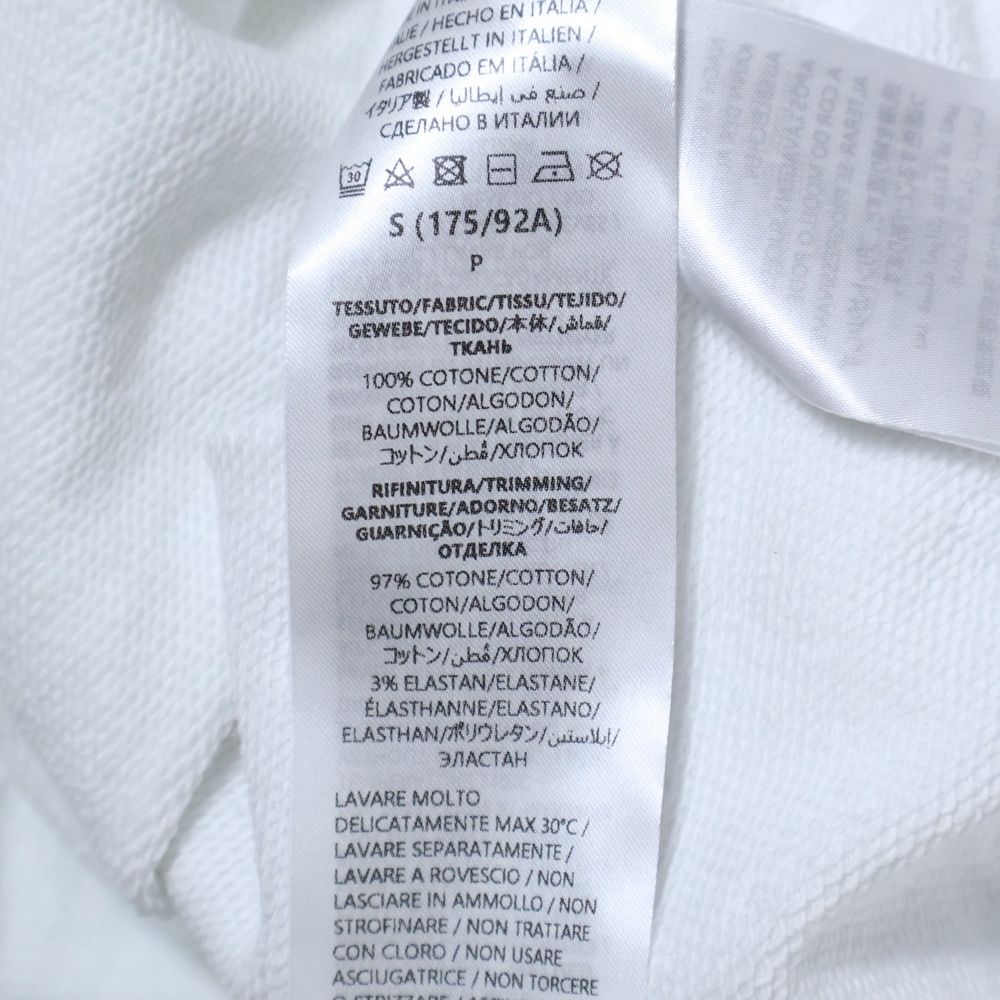 / HECHO EN ITALIA /
HERGESTELLT IN ITALIEN /
FABRICADO EM ITÁLIA /
イタリア製 / صنع في إيطاليا /
СДЕЛАНО В ИТАЛИИ
30
S (175/92A)
P
TESSUTO/FABRIC/TISSU/TEJIDO/
GEWEBE/TECIDO/本体/قماش/
ТКАНЬ
100% COTONE/COTTON/
COTON/ALGODON/
BAUMWOLLE/ALGODÃO/
コットン/قُطن/ХЛОПОК
RIFINITURA/TRIMMING/
GARNITURE/ADORNO/BESATZ/
GUARNIÇÃO/トリミング/حافات/
ОТДЕЛКА
97% COTONE/COTTON/
COTON/ALGODON/
BAUMWOLLE/ALGODÃO/
コットン/قُطن/ХЛОПОК
3% ELASTAN/ELASTANE/
ÉLASTHANNE/ELASTANO/
ELASTHAN/ポリウレタン/إيلاستين/
ЭЛАСТАН
LAVARE MOLTO
DELICATAMENTE MAX 30°C /
LAVARE SEPARATAMENTE /
LAVARE A ROVESCIO / NON
LASCIARE IN AMMOLLO / NON
STROFINARE / NON TRATTARE
CON CLORO / NON USARE
ASCIUGATRICE / NON TORCERE
O STRIZZARE /